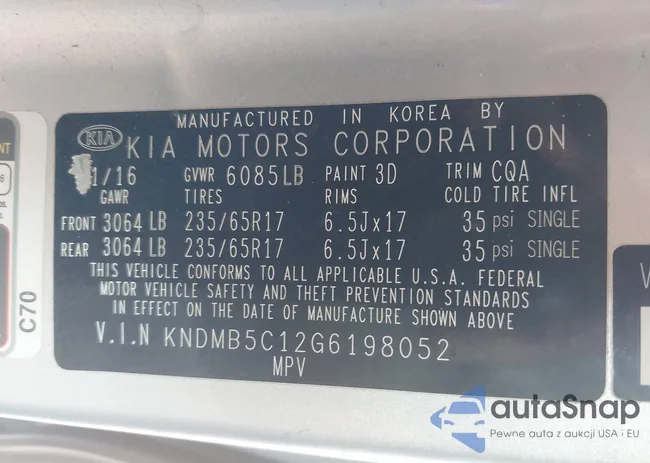 MANUFACTURED IN KOREA BY
KIA KIA MOTORS CORPORATION
1/16 GVWR 6085LB PAINT 3D TRIM CQA
GAWR TIRES RIMS COLD TIRE INFL
FRONT 3064 LB 235/65R17 6.5Jx17 35 psi SINGLE
REAR 3064 LB 235/65R17 6.5Jx17 35 psi SINGLE
THIS VEHICLE CONFORMS TO ALL APPLICABLE U.S.A. FEDERAL
MOTOR VEHICLE SAFETY AND THEFT PREVENTION STANDARDS
IN EFFECT ON THE DATE OF MANUFACTURE SHOWN ABOVE
V.I.N KNDMB5C12G6198052
MPV
C70
autaSnap
Pewne auta z aukcji USA i EU